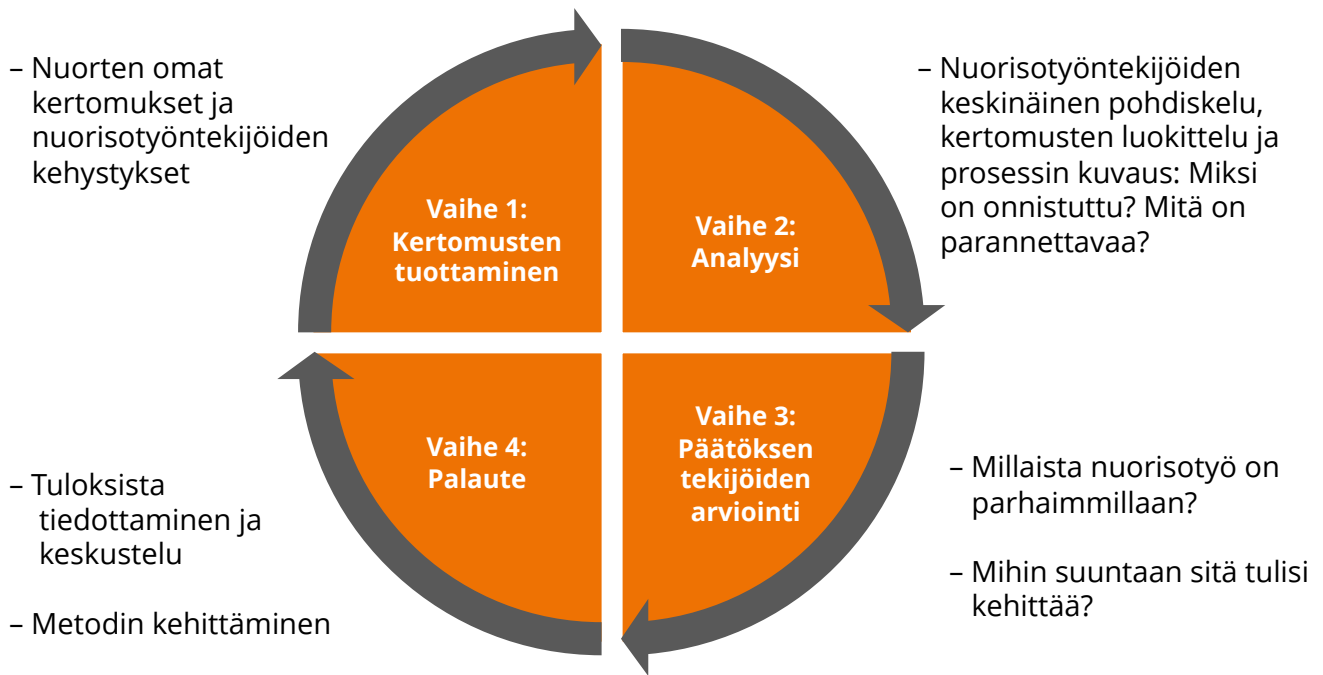 – Nuorten omat
kertomukset ja
nuorisotyöntekijöiden
kehystykset
Vaihe 1:
Kertomusten
tuottaminen
Vaihe 2:
Analyysi
– Nuorisotyöntekijöiden
keskinäinen pohdiskelu,
kertomusten luokittelu ja
prosessin kuvaus: Miksi
on onnistuttu? Mitä on
parannettavaa?
Vaihe 3:
Päätöksen
tekijöiden
arviointi
– Millaista nuorisotyö on
parhaimmillaan?
– Mihin suuntaan sitä tulisi
kehittää?
Vaihe 4:
Palaute
– Tuloksista
tiedottaminen ja
keskustelu
– Metodin kehittäminen